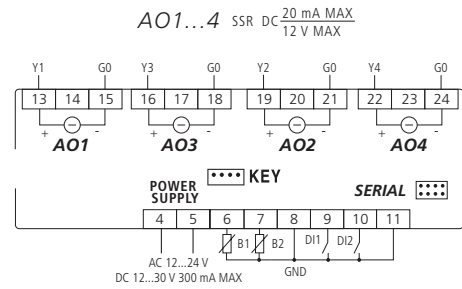 AO1...4 SSR DC 20 mA MAX
12 V MAX
Y1 G0 Y3 G0 Y2 G0 Y4 G0
13 14 15 16 17 18 19 20 21 22 23 24
+ - + - + - + -
AO1 AO3 AO2 AO4
KEY
POWER
SUPPLY
SERIAL
4 5 6 7 8 9 10 11
B1 B2 DI1 DI2
AC 12...24 V
GND
DC 12...30 V 300 mA MAX